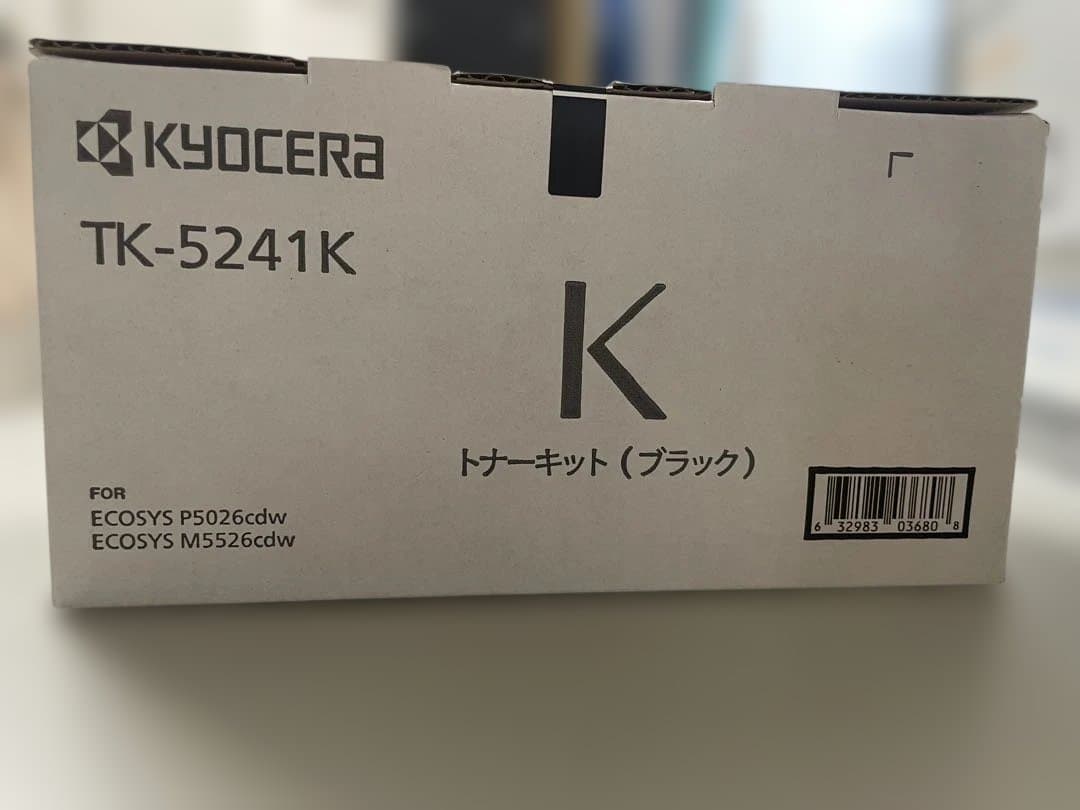 KYOCERA
TK-5241K
K
トナーキット(ブラック)
FOR
ECOSYS P5026cdw
ECOSYS M5526cdw
6 32983 03680 8